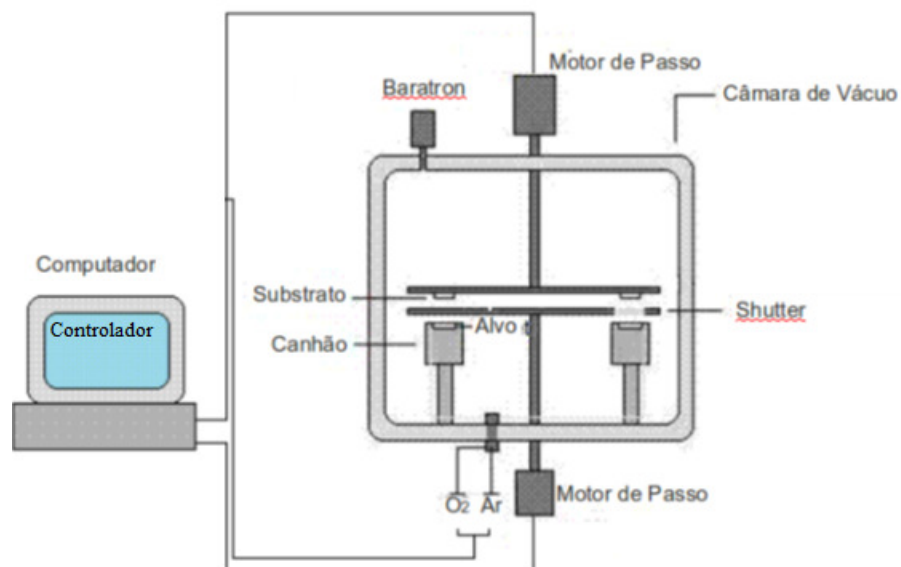 Motor de Passo
Baratron
Câmara de Vácuo
Computador
Controlador
Substrato
Shutter
Alvo
Canhão
O2 Ar
Motor de Passo